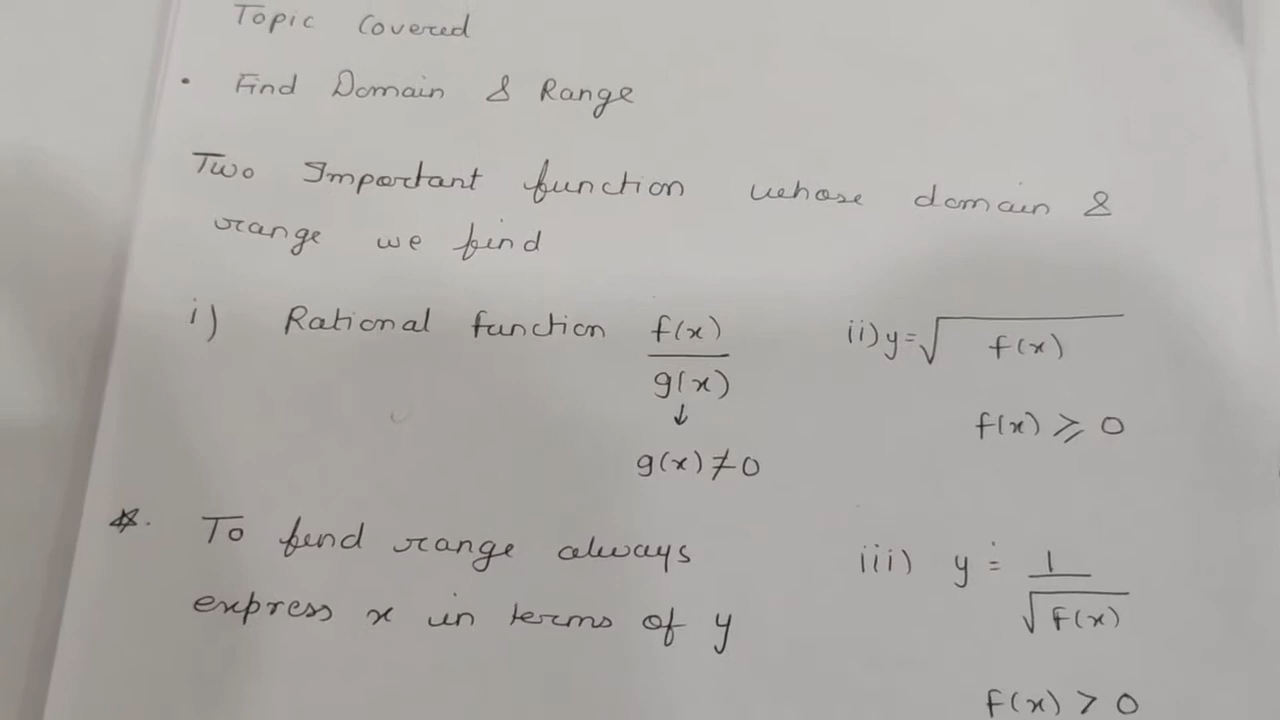 Topic Covered
• Find Domain & Range
Two Important function whose domain &
range we find
i) Rational function f(x)/g(x)
↓
g(x) ≠ 0
ii) y = √f(x)
f(x) ⩾ 0
☆. To find range always
express x in terms of y
iii) y = 1/√f(x)
f(x) > 0